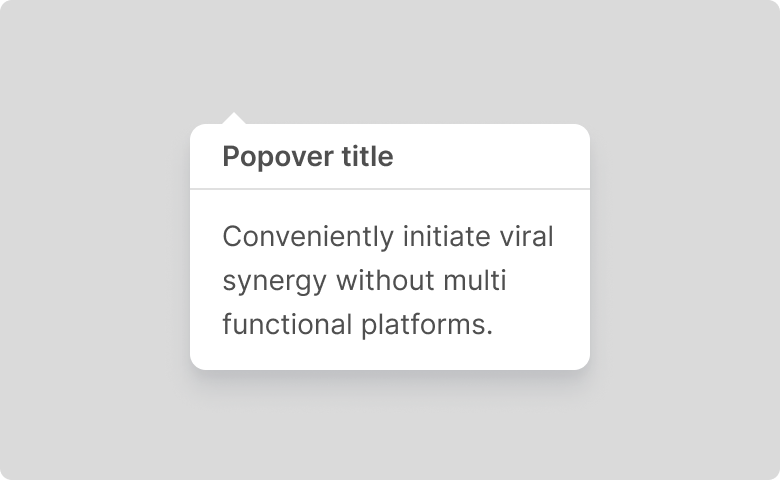 Popover title
Conveniently initiate viral
synergy without multi
functional platforms.